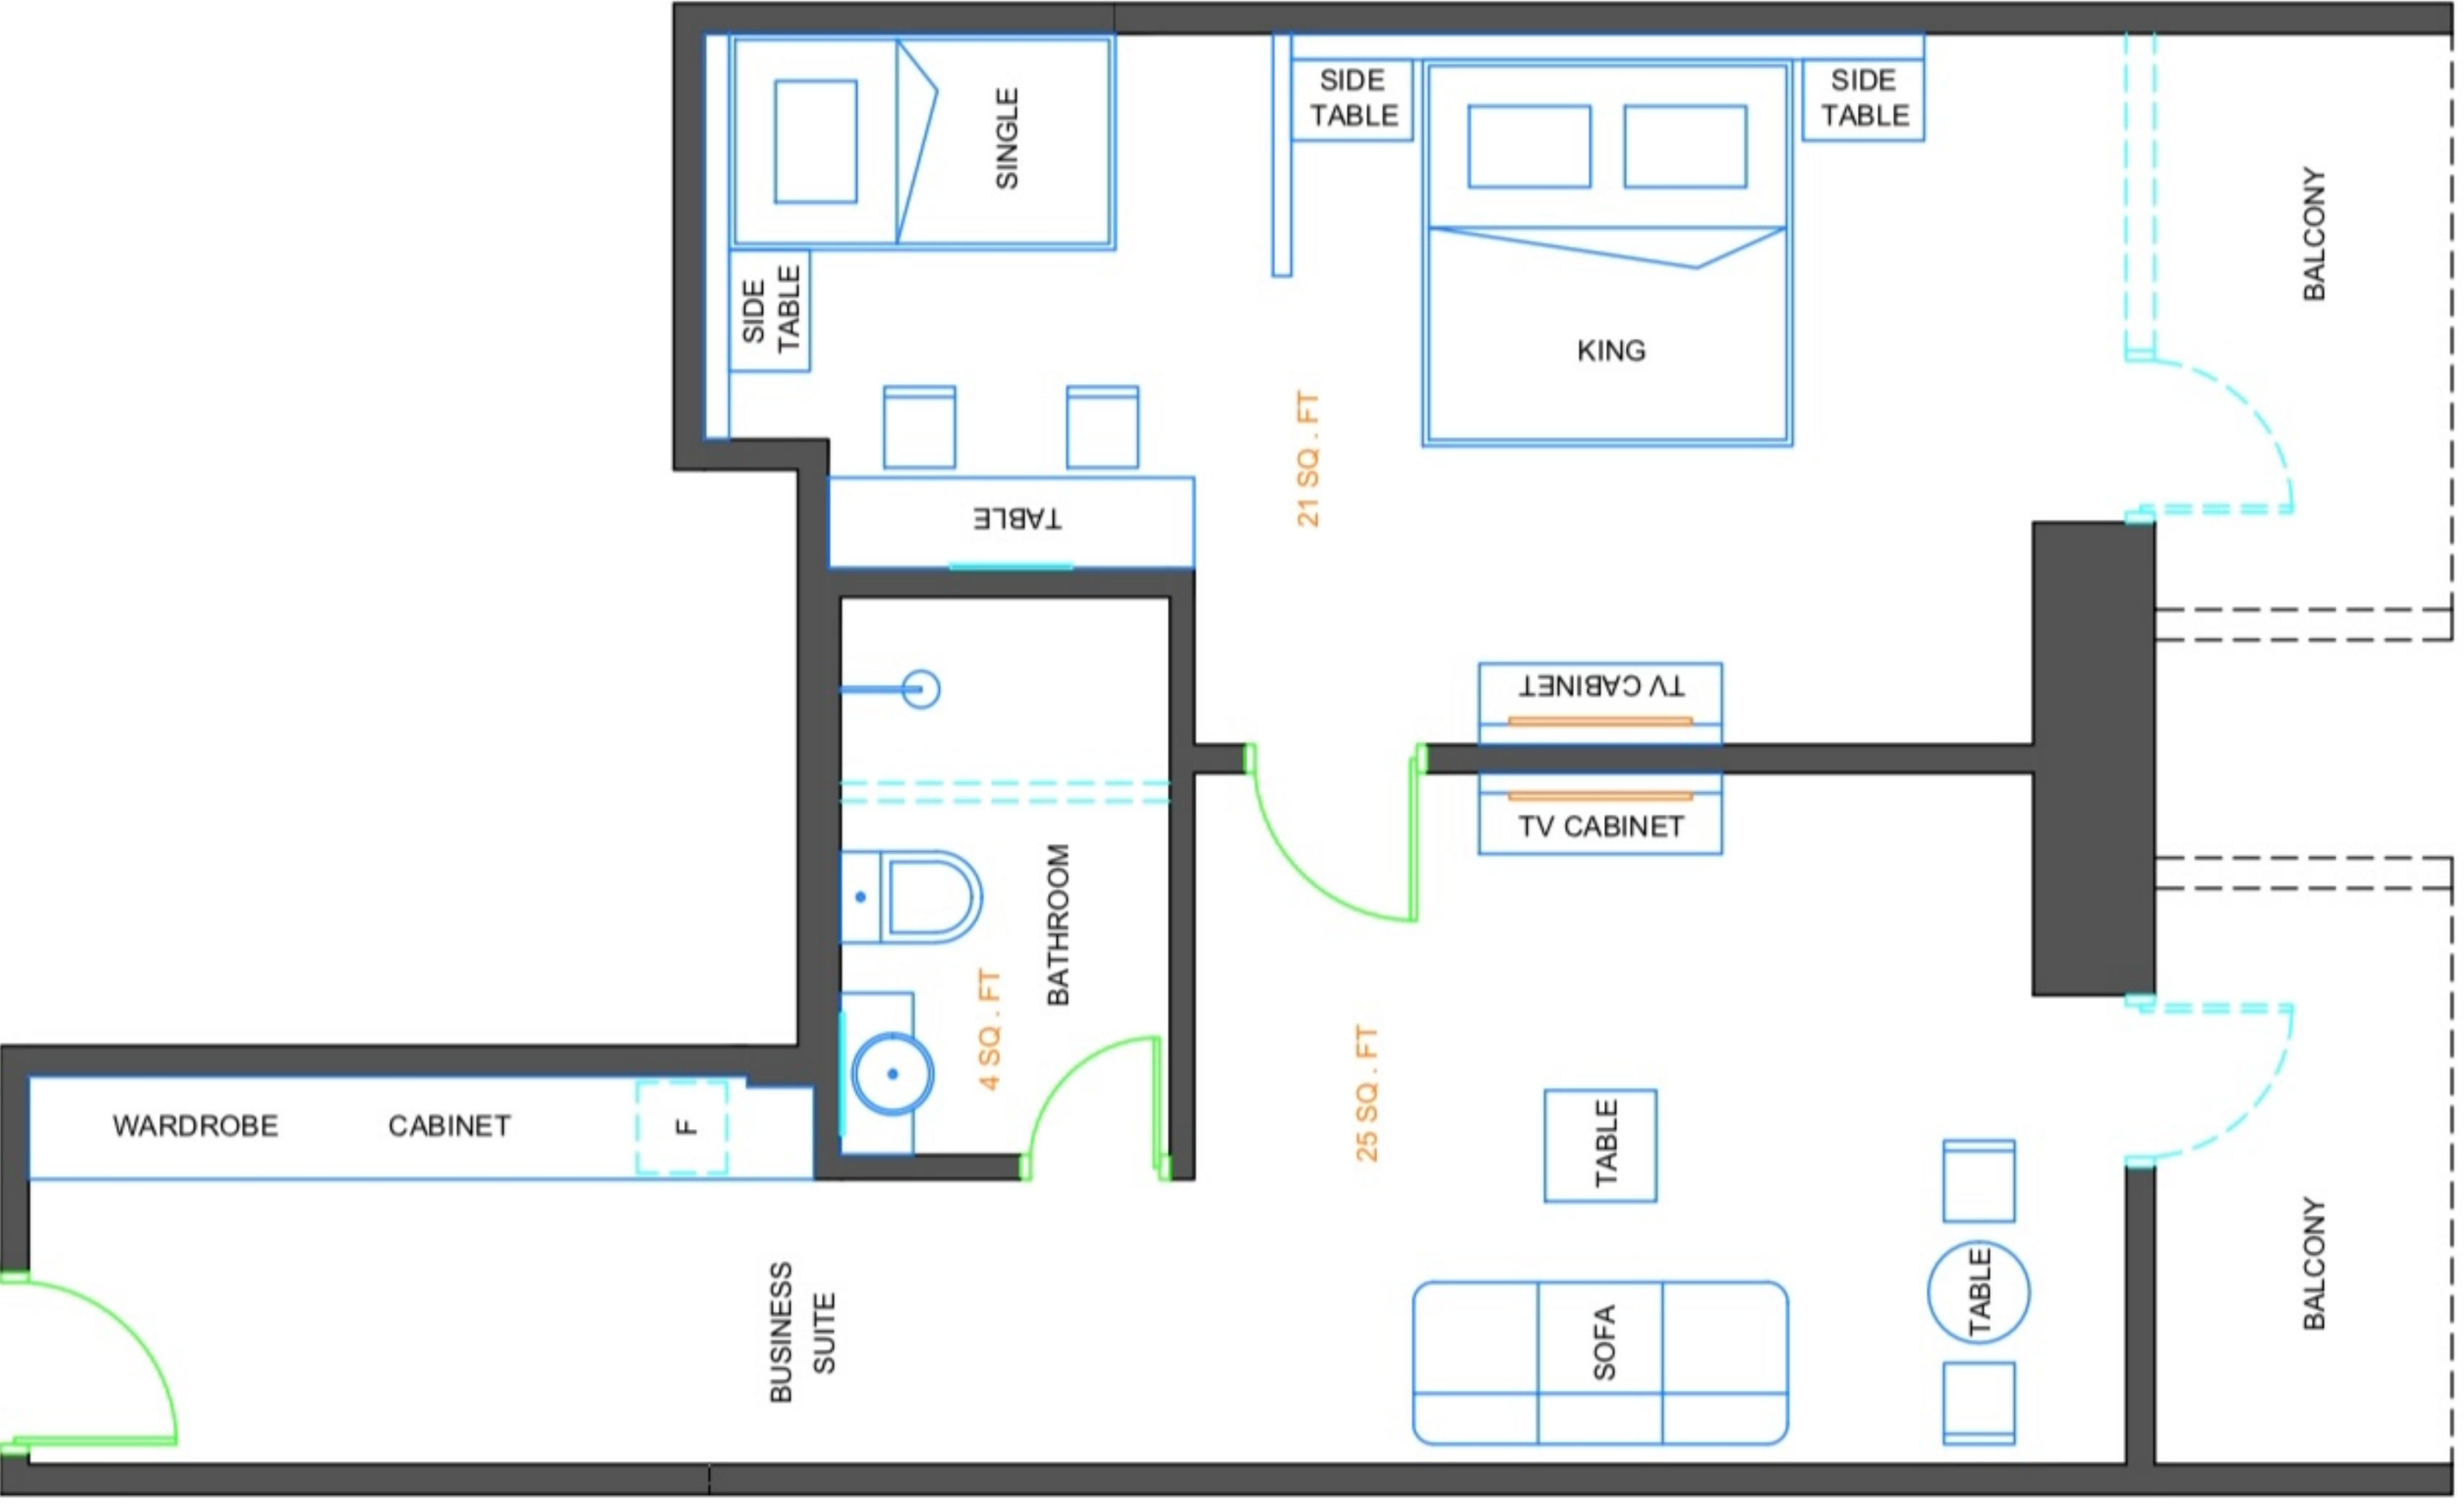 SINGLE
SIDE
TABLE
SIDE
TABLE
SIDE
TABLE
KING
BALCONY
21 SQ . FT
TABLE
TV CABINET
TV CABINET
BATHROOM
4 SQ . FT
25 SQ . FT
WARDROBE CABINET F
BUSINESS
SUITE
TABLE
SOFA
TABLE
BALCONY